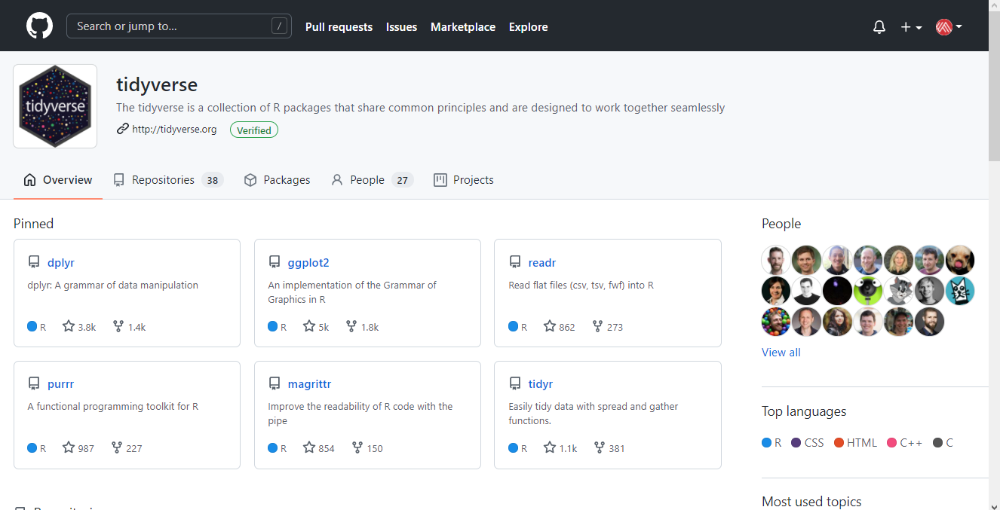 Search or jump to...
/
Pull requests
Issues
Marketplace
Explore
tidyverse
tidyverse
The tidyverse is a collection of R packages that share common principles and are designed to work together seamlessly
http://tidyverse.org
Verified
Overview
Repositories 38
Packages
People 27
Projects
Pinned
dplyr
dplyr: A grammar of data manipulation
R 3.8k 1.4k
ggplot2
An implementation of the Grammar of
Graphics in R
R 5k 1.8k
readr
Read flat files (csv, tsv, fwf) into R
R 862 273
purrr
A functional programming toolkit for R
R 987 227
magrittr
Improve the readability of R code with the
pipe
R 854 150
tidyr
Easily tidy data with spread and gather
functions.
R 1.1k 381
People
View all
Top languages
R CSS HTML C++ C
Most used topics